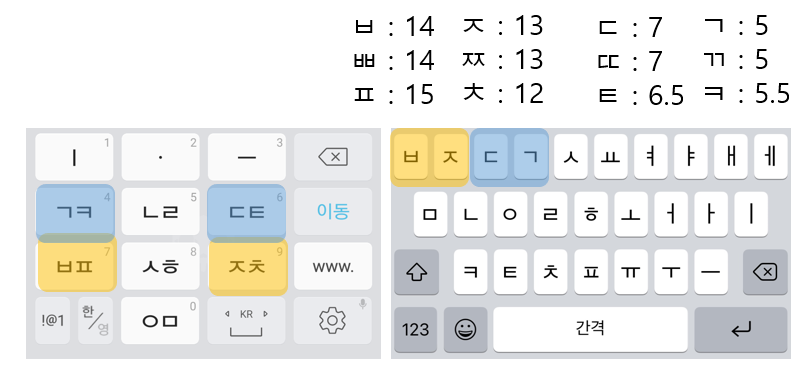 ㅂ : 14 ㅈ : 13 ㄷ : 7 ㄱ : 5
ㅃ : 14 ㅉ : 13 ㄸ : 7 ㄲ : 5
ㅍ : 15 ㅊ : 12 ㅌ : 6.5 ㅋ : 5.5
ㅣ 1 · 2 ㅡ 3
ㄱㅋ 4 ㄴㄹ 5 ㄷㅌ 6 이동
ㅂㅍ 7 ㅅㅎ 8 ㅈㅊ 9 www.
!@1 한/영 ㅇㅁ 0 KR
ㅂ ㅈ ㄷ ㄱ ㅅ ㅛ ㅕ ㅑ ㅐ ㅔ
ㅁ ㄴ ㅇ ㄹ ㅎ ㅗ ㅓ ㅏ ㅣ
ㅋ ㅌ ㅊ ㅍ ㅠ ㅜ ㅡ
123 간격